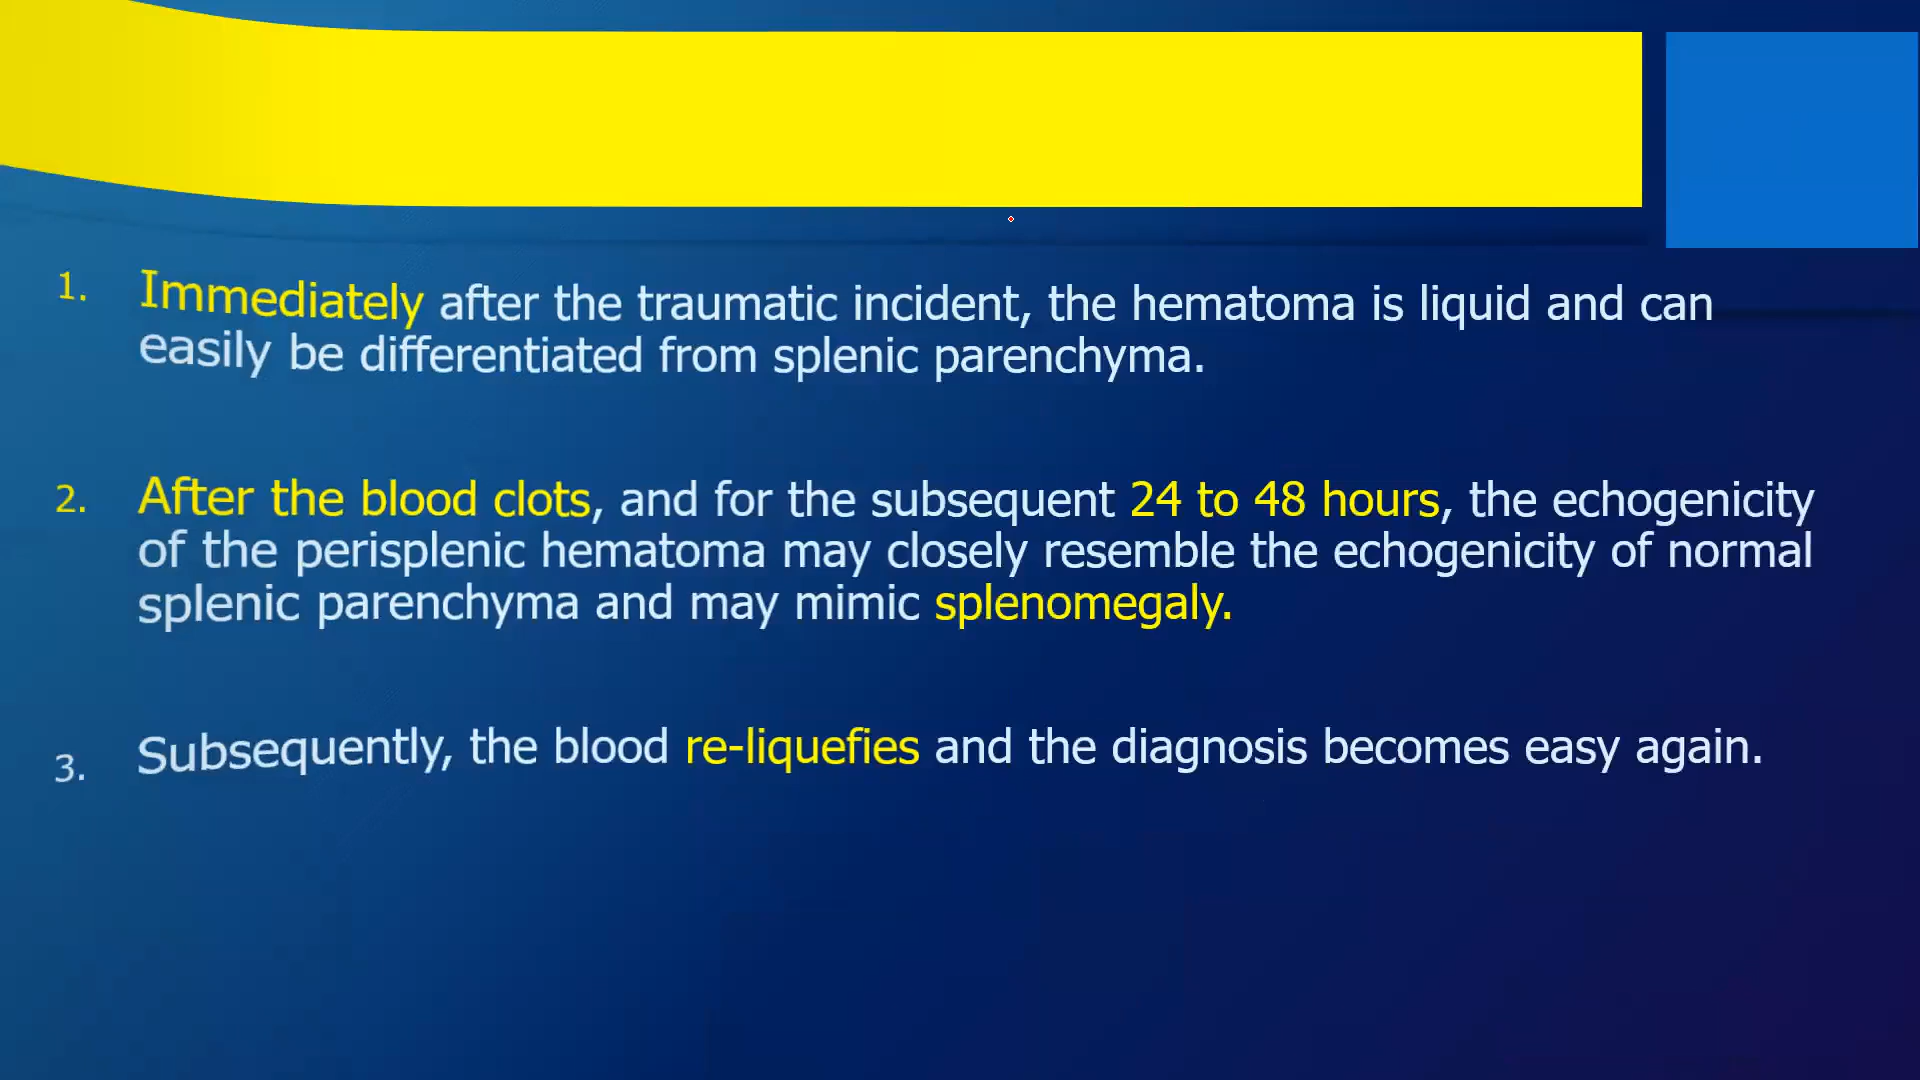 1. Immediately after the traumatic incident, the hematoma is liquid and can
easily be differentiated from splenic parenchyma.
2. After the blood clots, and for the subsequent 24 to 48 hours, the echogenicity
of the perisplenic hematoma may closely resemble the echogenicity of normal
splenic parenchyma and may mimic splenomegaly.
3. Subsequently, the blood re-liquefies and the diagnosis becomes easy again.